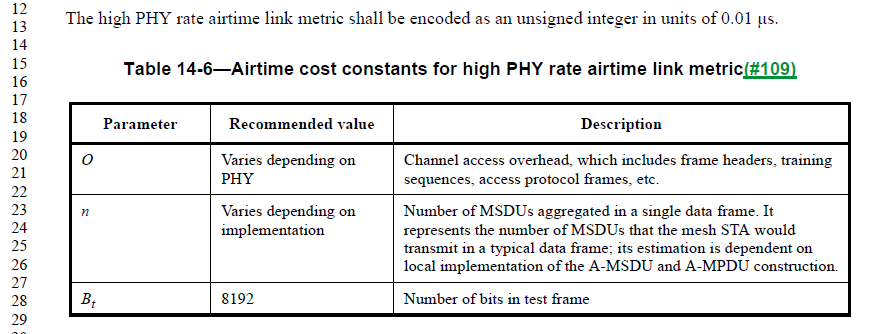 12
13
14
15
16
17
18
19
20
21
22
23
24
25
26
27
28
29
The high PHY rate airtime link metric shall be encoded as an unsigned integer in units of 0.01 μs.
Table 14-6—Airtime cost constants for high PHY rate airtime link metric(#109)
Parameter Recommended value Description
O Varies depending on PHY Channel access overhead, which includes frame headers, training
sequences, access protocol frames, etc.
n Varies depending on implementation Number of MSDUs aggregated in a single data frame. It
represents the number of MSDUs that the mesh STA would
transmit in a typical data frame; its estimation is dependent on
local implementation of the A-MSDU and A-MPDU construction.
Bt 8192 Number of bits in test frame